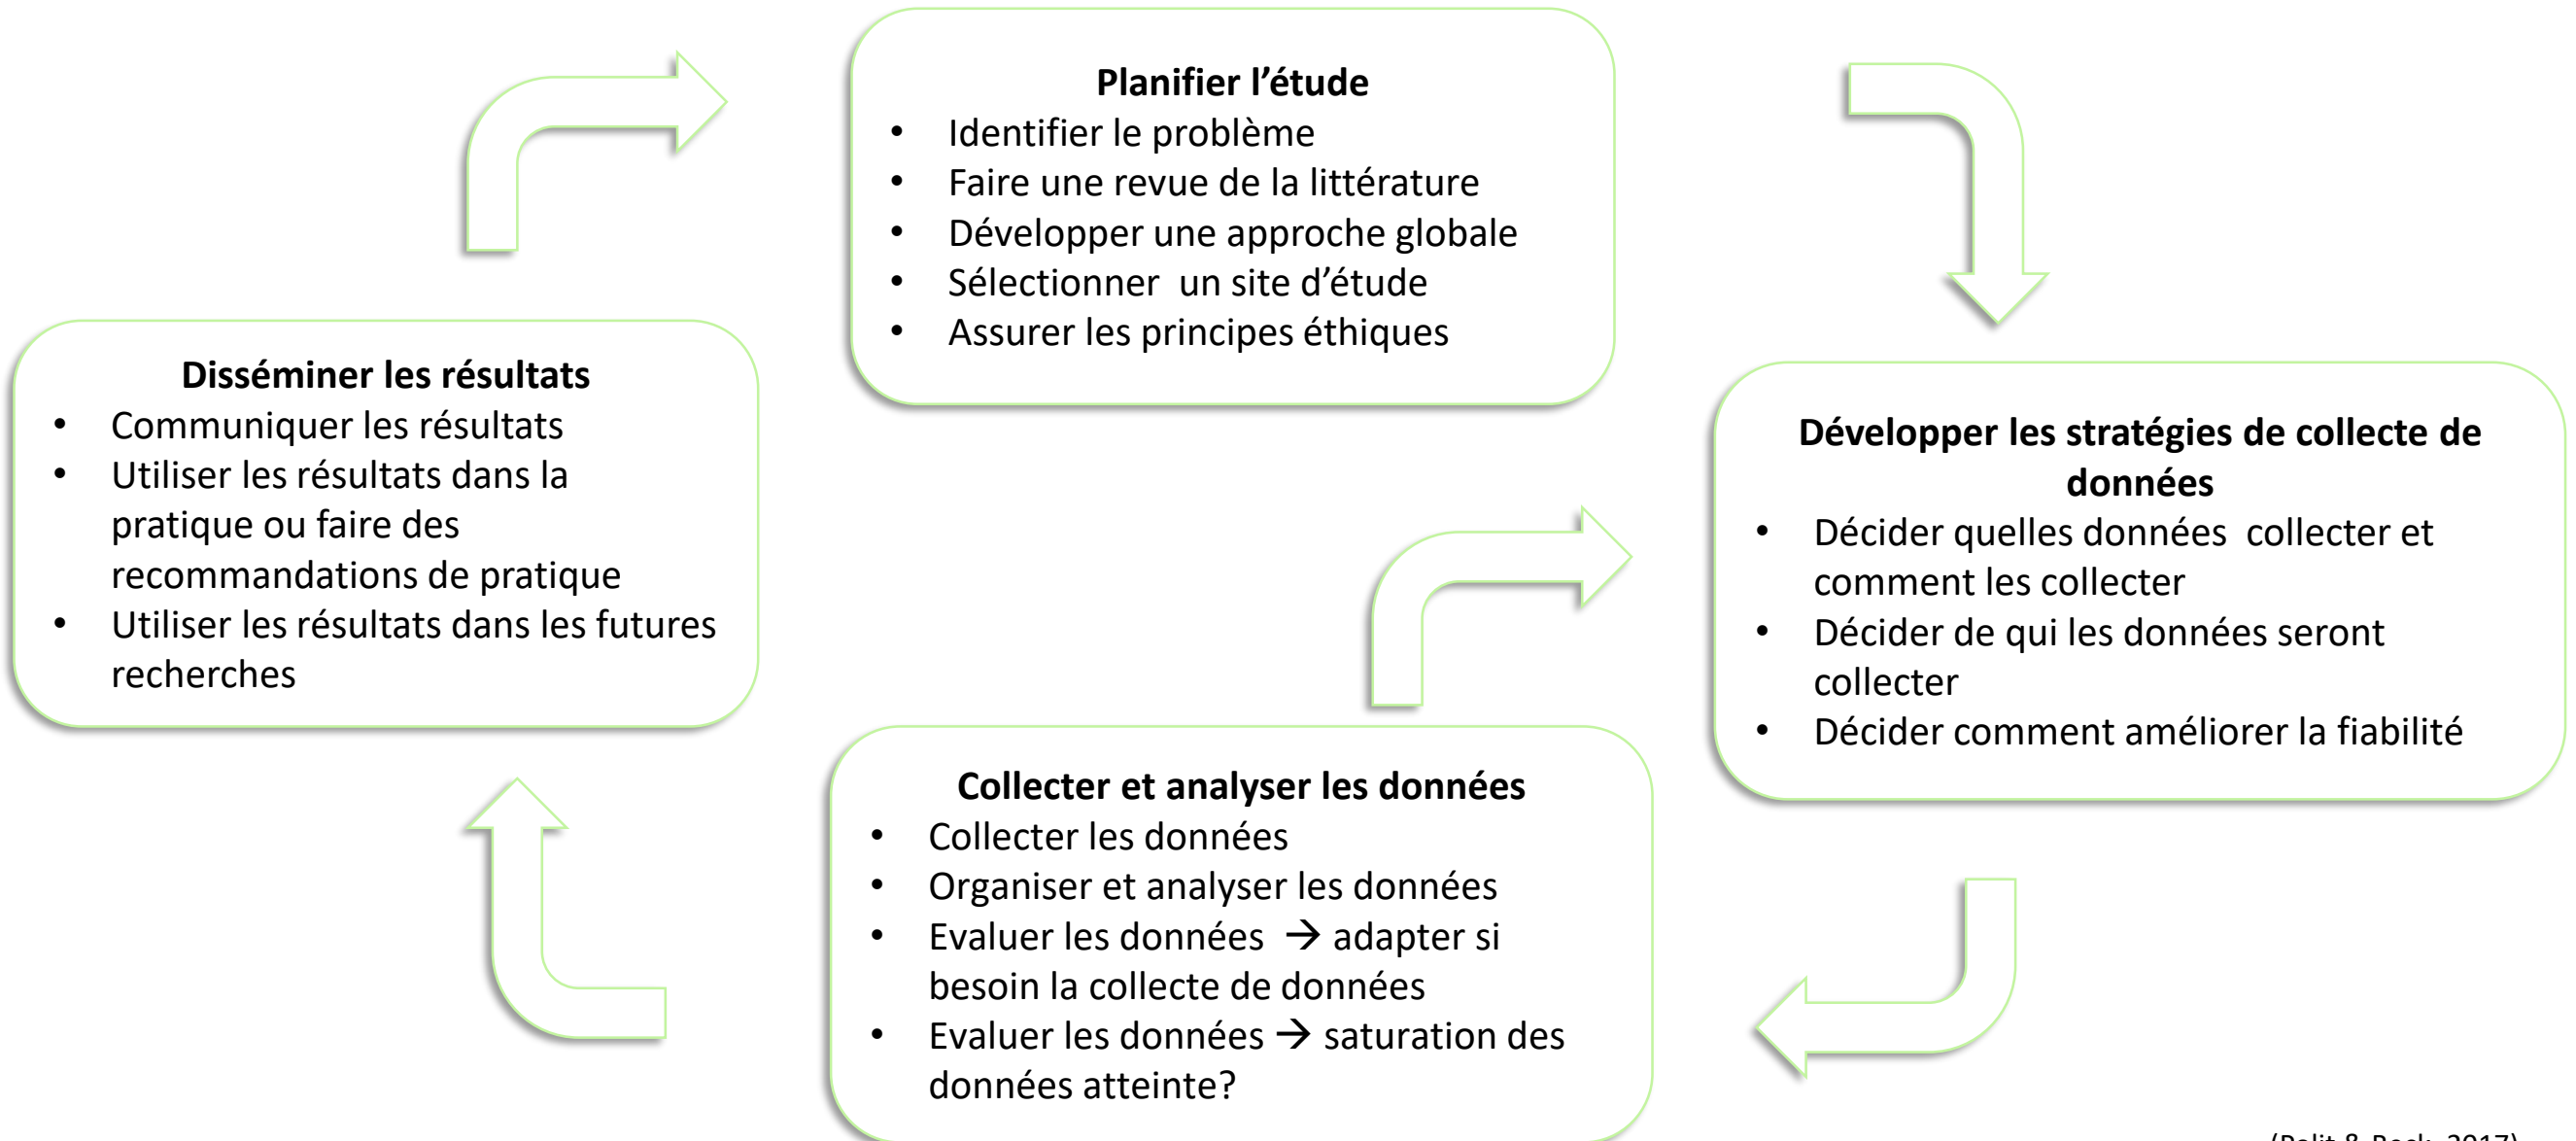 Planifier l’étude
• Identifier le problème
• Faire une revue de la littérature
• Développer une approche globale
• Sélectionner un site d’étude
• Assurer les principes éthiques
Développer les stratégies de collecte de
données
• Décider quelles données collecter et
comment les collecter
• Décider de qui les données seront
collecter
• Décider comment améliorer la fiabilité
Collecter et analyser les données
• Collecter les données
• Organiser et analyser les données
• Evaluer les données → adapter si
besoin la collecte de données
• Evaluer les données → saturation des
données atteinte?
Disséminer les résultats
• Communiquer les résultats
• Utiliser les résultats dans la
pratique ou faire des
recommandations de pratique
• Utiliser les résultats dans les futures
recherches
(Polit & Beck, 2017)